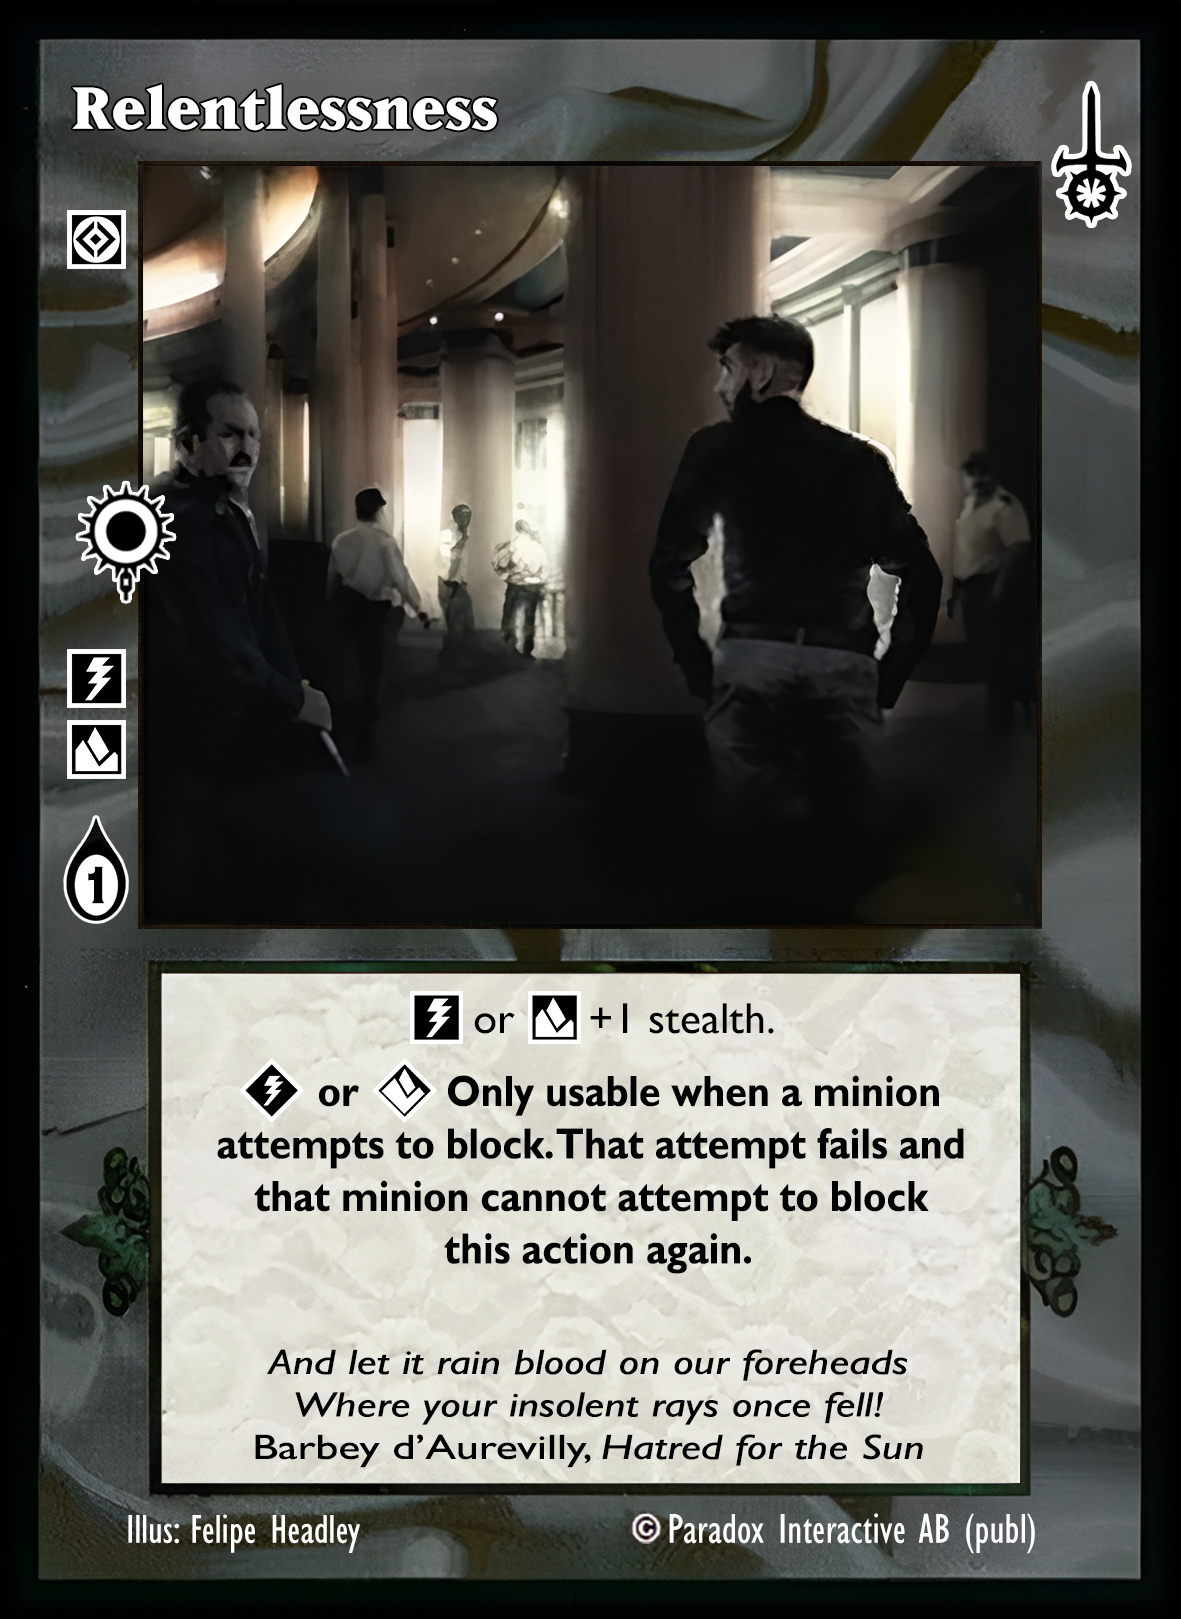 Relentlessness
1
or +1 stealth.
or Only usable when a minion
attempts to block. That attempt fails and
that minion cannot attempt to block
this action again.
And let it rain blood on our foreheads
Where your insolent rays once fell!
Barbey d'Aurevilly, Hatred for the Sun
Illus: Felipe Headley
© Paradox Interactive AB (publ)